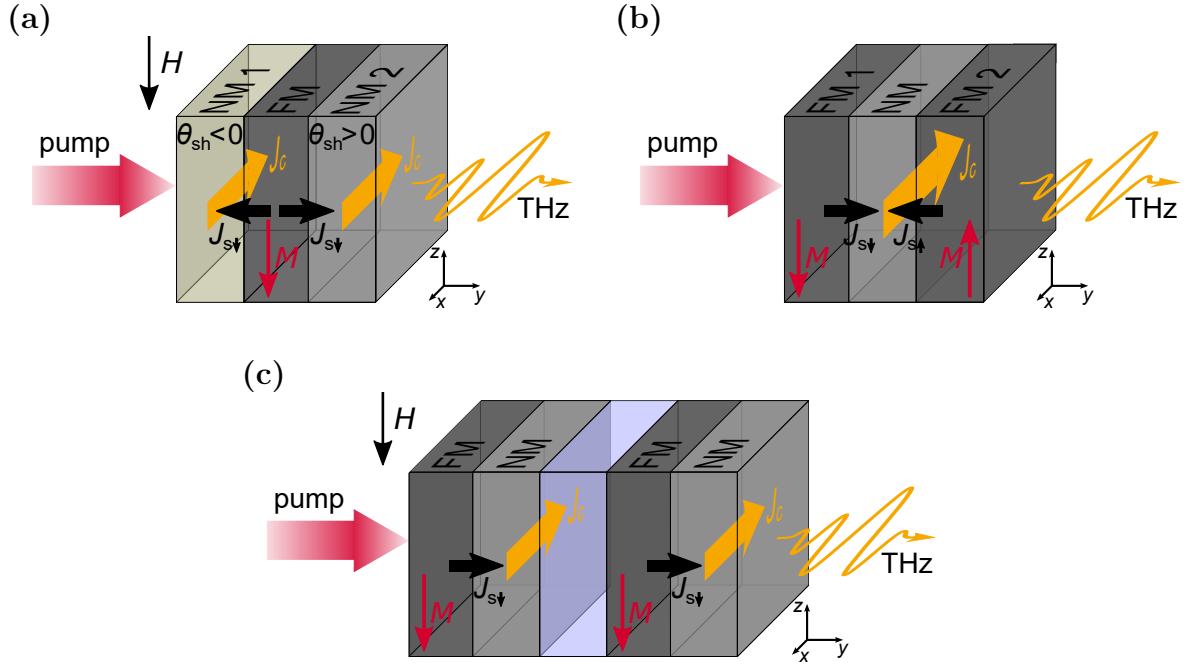 (a)
H
NM 1
FM
NM 2
θsh<0
θsh>0
pump
Jc
Jc
Js↓
Js↓
M
THz
z
y
x
(b)
FM 1
NM
FM 2
pump
Jc
Js↓
Js↑
M
M
THz
z
y
x
(c)
H
FM
NM
FM
NM
pump
Jc
Jc
Js↓
Js↓
M
M
THz
z
y
x